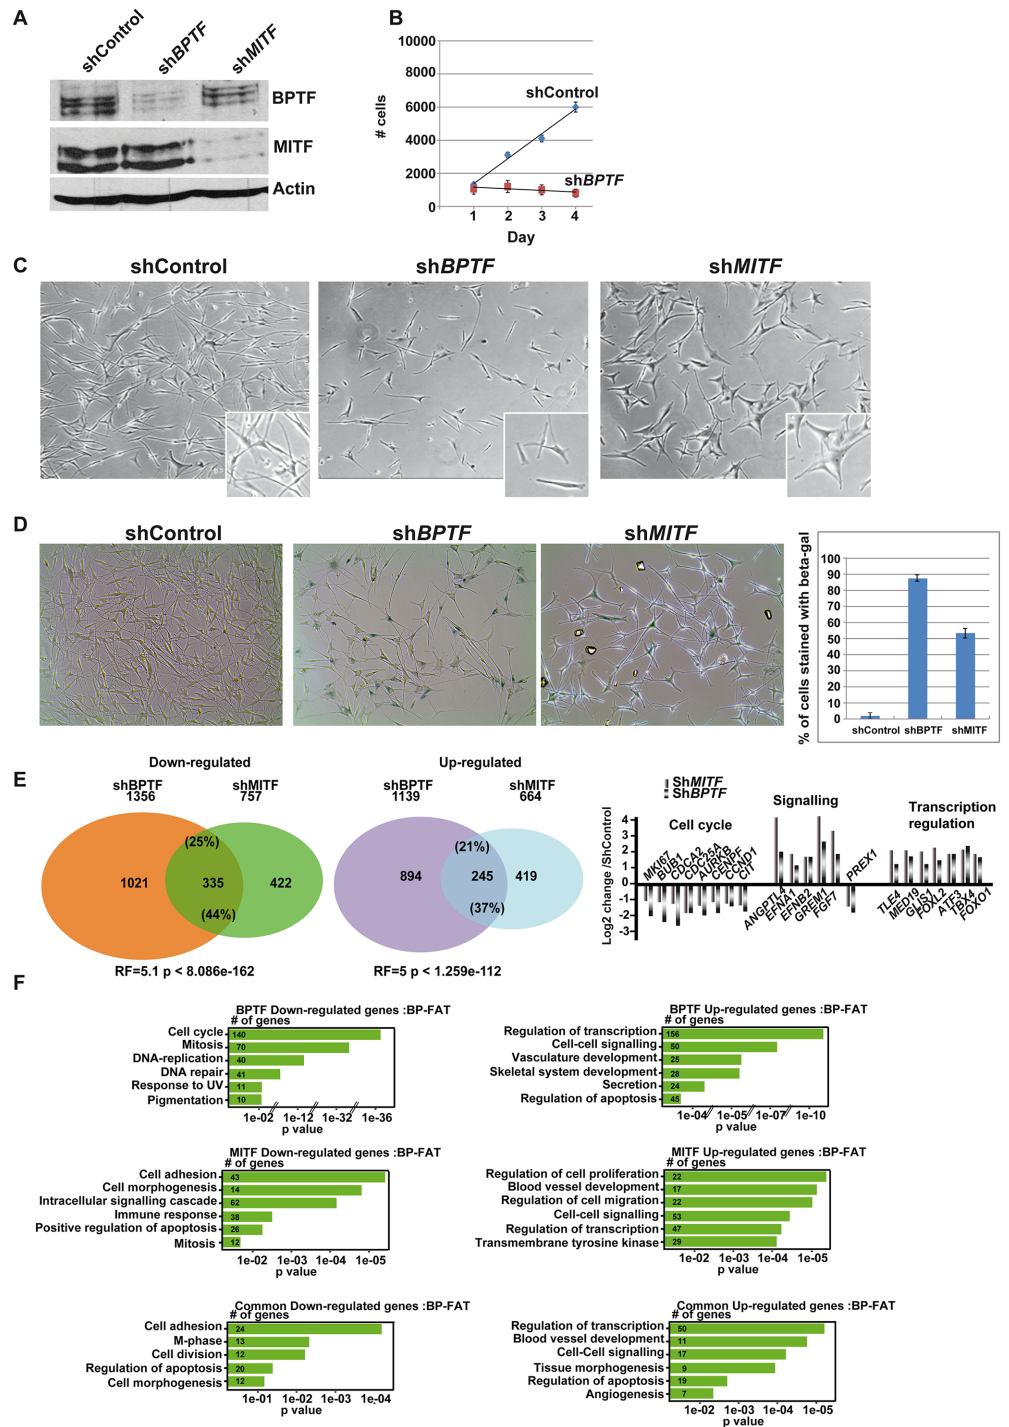 A
shControl
shBPTF
shMITF
BPTF
MITF
Actin
B
10000
8000
6000
4000
2000
0
# cells
shControl
shBPTF
1 2 3 4
Day
C
shControl shBPTF shMITF
D
shControl shBPTF shMITF
% of cells stained with beta-gal
100
90
80
70
60
50
40
30
20
10
0
shControl shBPTF shMITF
E
Down-regulated
shBPTF shMITF
1356 757
(25%)
1021 335 422
(44%)
RF=5.1 p < 8.086e-162
Up-regulated
shBPTF shMITF
1139 664
(21%)
894 245 419
(37%)
RF=5 p < 1.259e-112
ShMITF
ShBPTF
Log2 change /ShControl
4
3
2
1
0
-1
-2
-3
Cell cycle
MKI67
BUB1
CDCA2
CDC25A
AURKB
CENPF
CCND1
CIT
Signalling
ANGPTL4
EFNA1
EFNB2
GREM1
FGF7
PREX1
Transcription
regulation
TLE4
MED19
GLIS1
FOXL2
ATF3
TBX4
FOXO1
F
BPTF Down-regulated genes :BP-FAT
# of genes
Cell cycle 140
Mitosis 70
DNA-replication 40
DNA repair 41
Response to UV 11
Pigmentation 10
1e-02 1e-12 1e-32 1e-36
p value
BPTF Up-regulated genes :BP-FAT
# of genes
Regulation of transcription 156
Cell-cell signalling 50
Vasculature development 25
Skeletal system development 28
Secretion 24
Regulation of apoptosis 45
1e-04 1e-05 1e-07 1e-10
p value
MITF Down-regulated genes :BP-FAT
# of genes
Cell adhesion 43
Cell morphogenesis 14
Intracellular signalling cascade 62
Immune response 38
Positive regulation of apoptosis 26
Mitosis 12
1e-02 1e-03 1e-04 1e-05
p value
MITF Up-regulated genes :BP-FAT
# of genes
Regulation of cell proliferation 22
Blood vessel development 17
Regulation of cell migration 22
Cell-cell signalling 53
Regulation of transcription 47
Transmembrane tyrosine kinase 29
1e-02 1e-03 1e-04 1e-05
p value
Common Down-regulated genes :BP-FAT
# of genes
Cell adhesion 24
M-phase 13
Cell division 12
Regulation of apoptosis 20
Cell morphogenesis 12
1e-01 1e-02 1e-03 1e-04
p value
Common Up-regulated genes :BP-FAT
# of genes
Regulation of transcription 50
Blood vessel development 11
Cell-Cell signalling 17
Tissue morphogenesis 9
Regulation of apoptosis 19
Angiogenesis 7
1e-02 1e-03 1e-04 1e-05
p value